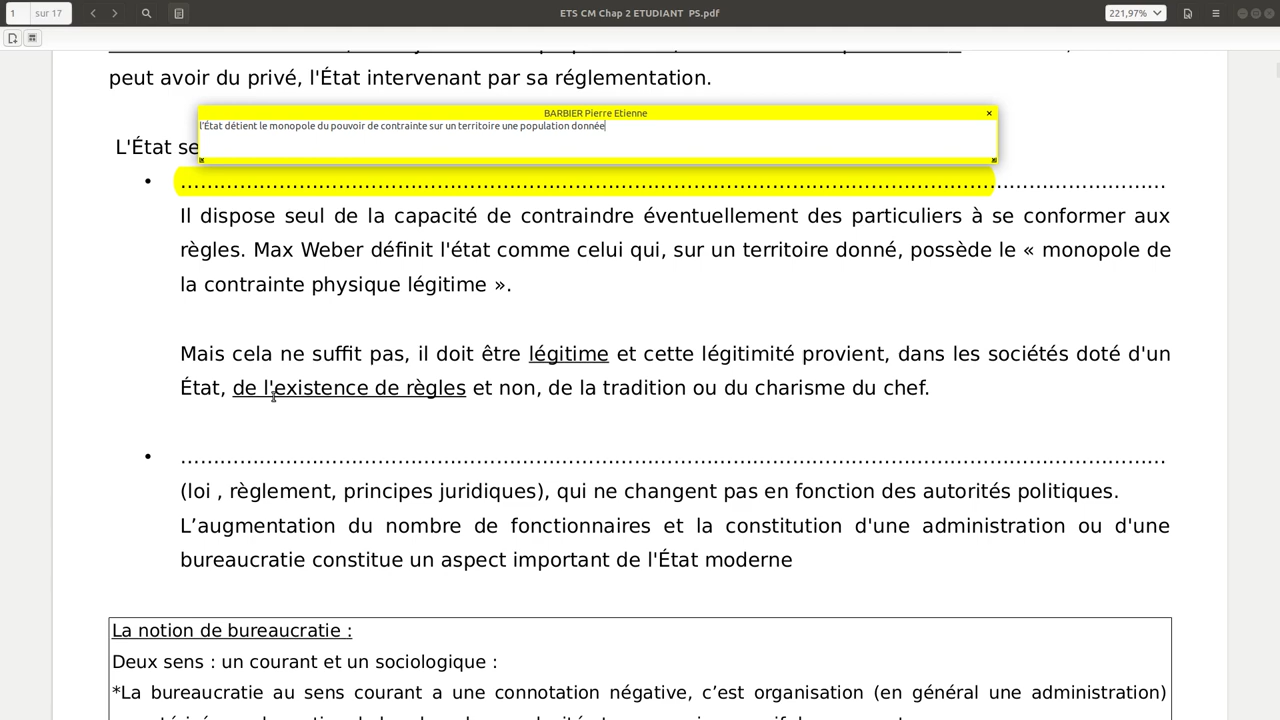 1 sur 17 ETS CM Chap 2 ETUDIANT PS.pdf 221,97%
peut avoir du privé, l'État intervenant par sa réglementation.
BARBIER Pierre Etienne ×
l'État détient le monopole du pouvoir de contrainte sur un territoire une population donnée
L'État se
• ......................................................................................................................................................
Il dispose seul de la capacité de contraindre éventuellement des particuliers à se conformer aux
règles. Max Weber définit l'état comme celui qui, sur un territoire donné, possède le « monopole de
la contrainte physique légitime ».
Mais cela ne suffit pas, il doit être légitime et cette légitimité provient, dans les sociétés doté d'un
État, de l'existence de règles et non, de la tradition ou du charisme du chef.
• ......................................................................................................................................................
(loi , règlement, principes juridiques), qui ne changent pas en fonction des autorités politiques.
L’augmentation du nombre de fonctionnaires et la constitution d'une administration ou d'une
bureaucratie constitue un aspect important de l'État moderne
La notion de bureaucratie :
Deux sens : un courant et un sociologique :
*La bureaucratie au sens courant a une connotation négative, c’est organisation (en général une administration)